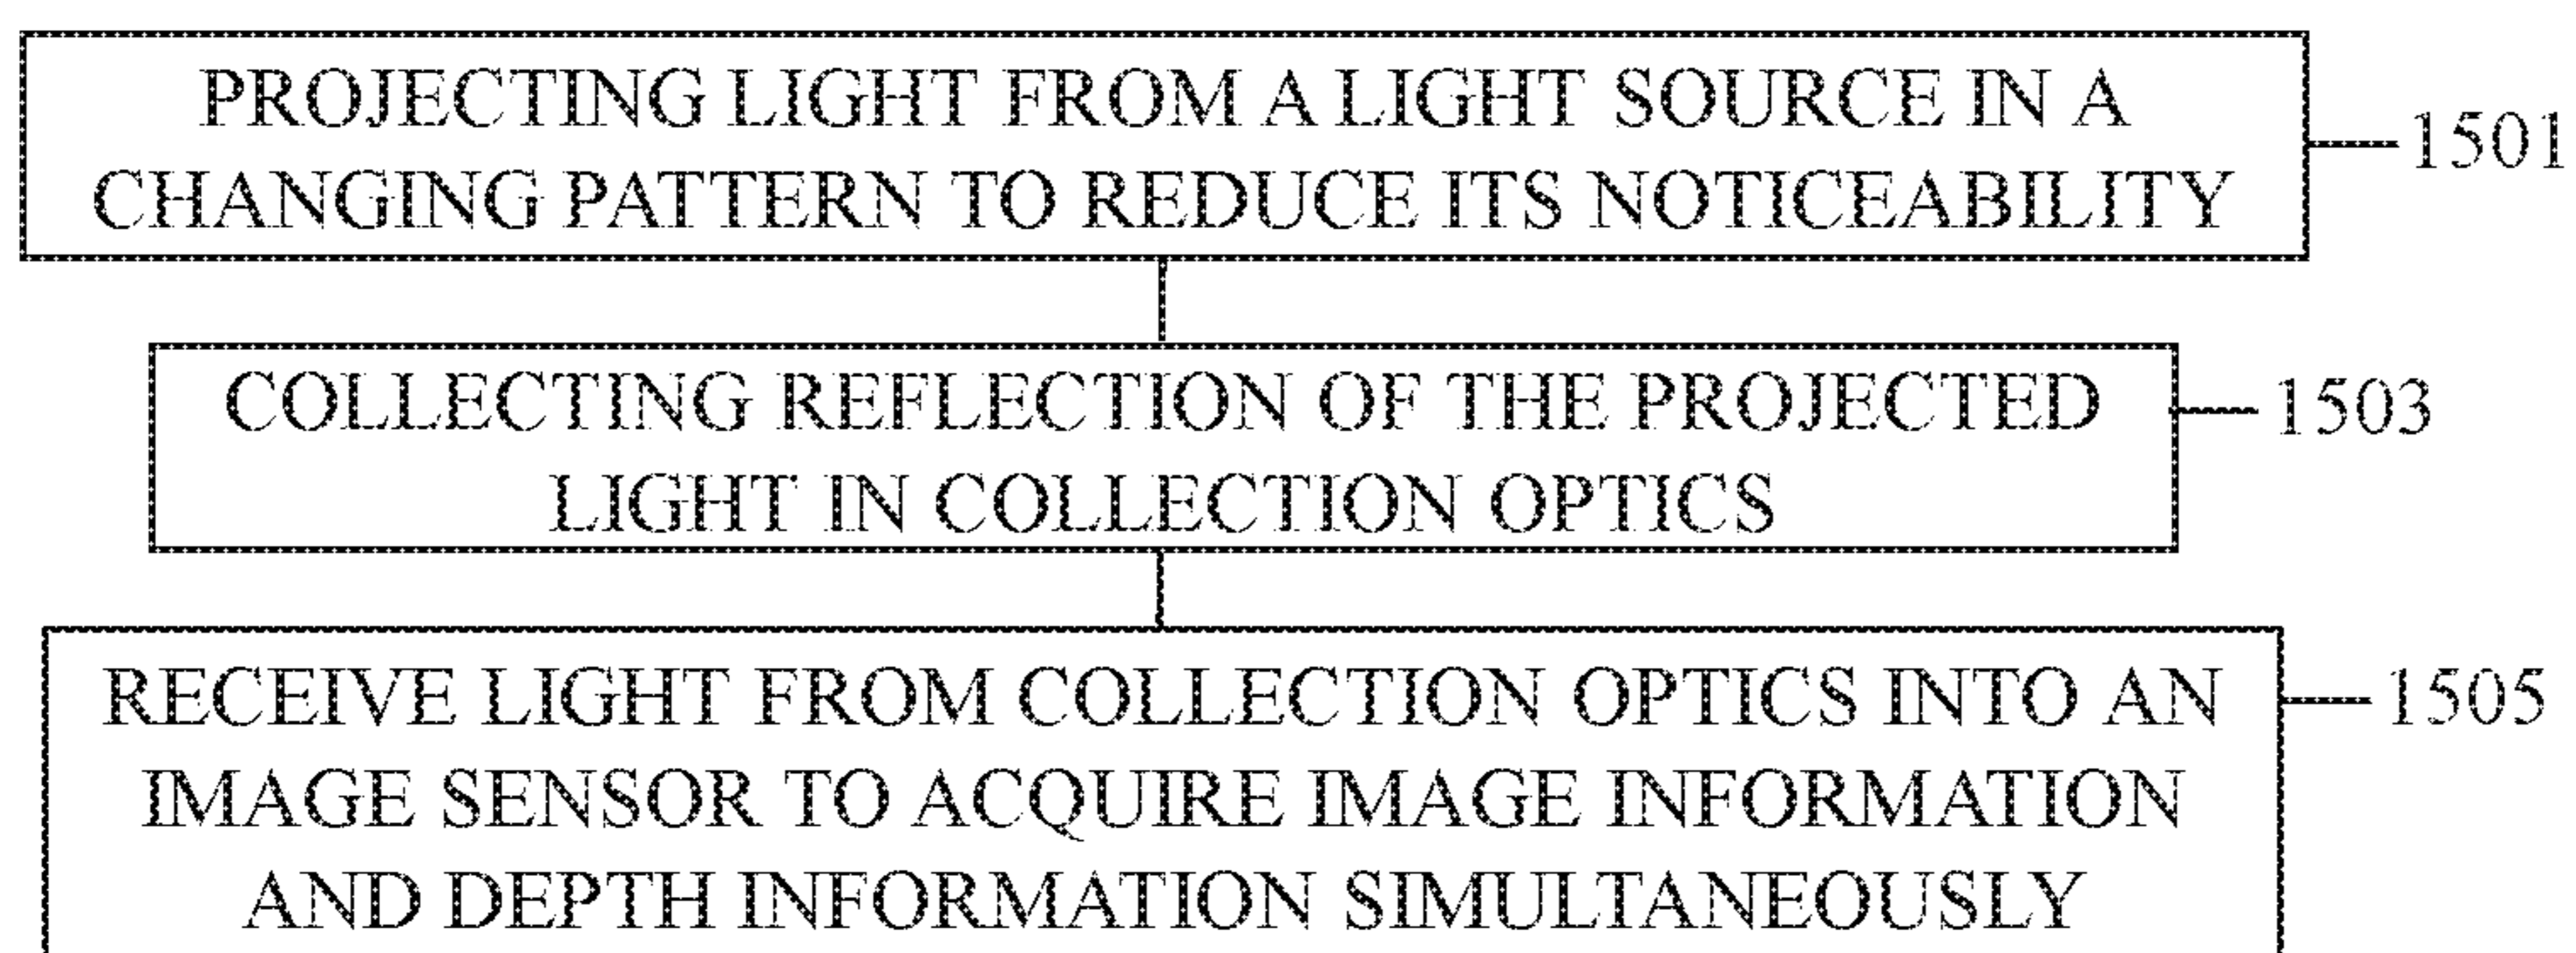 PROJECTING LIGHT FROM A LIGHT SOURCE IN A
CHANGING PATTERN TO REDUCE ITS NOTICEABILITY
1501
COLLECTING REFLECTION OF THE PROJECTED
LIGHT IN COLLECTION OPTICS
1503
RECEIVE LIGHT FROM COLLECTION OPTICS INTO AN
IMAGE SENSOR TO ACQUIRE IMAGE INFORMATION
AND DEPTH INFORMATION SIMULTANEOUSLY
1505